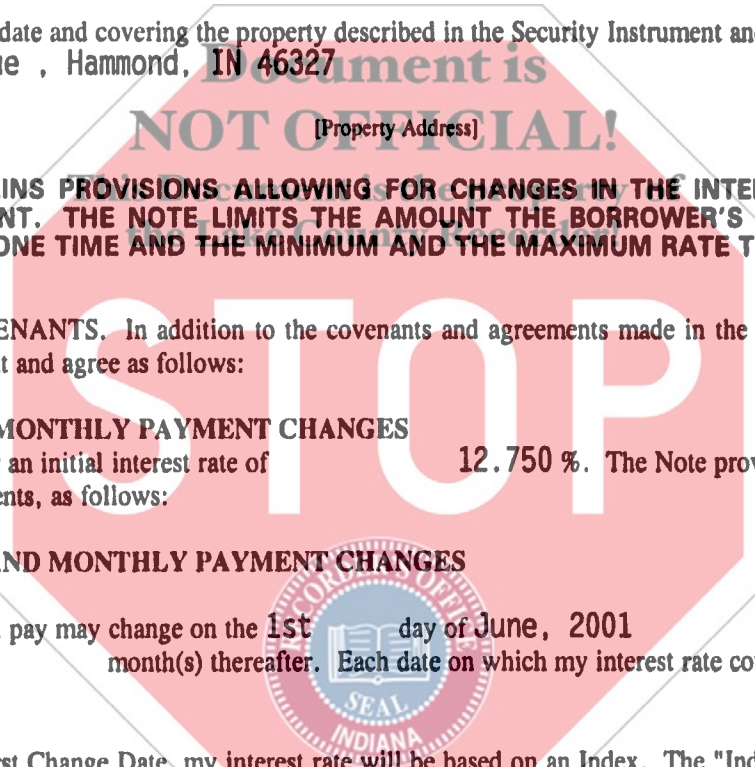 date and covering the property described in the Security Instrument an
ue , Hammond, IN 46327
Document is
NOT OFFICIAL!
[Property Address]
This Document is the property of
the Lake County Recorder!
INS PROVISIONS ALLOWING FOR CHANGES IN THE INTE
NT. THE NOTE LIMITS THE AMOUNT THE BORROWER'S
ONE TIME AND THE MINIMUM AND THE MAXIMUM RATE T
STOP
ENANTS. In addition to the covenants and agreements made in the
t and agree as follows:
MONTHLY PAYMENT CHANGES
an initial interest rate of 12.750 %. The Note prov
ents, as follows:
AND MONTHLY PAYMENT CHANGES
pay may change on the 1st day of June, 2001
month(s) thereafter. Each date on which my interest rate co
RECORDER'S OFFICE
SEAL
INDIANA
rst Change Date, my interest rate will be based on an Index. The "Ind